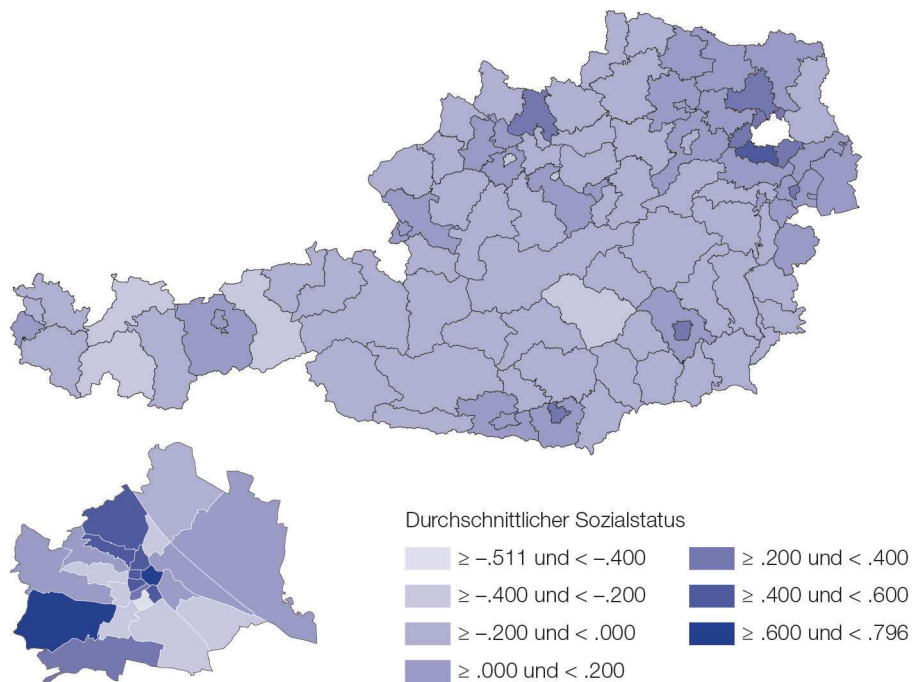 Durchschnittlicher Sozialstatus
≥ –.511 und < –.400
≥ –.400 und < –.200
≥ –.200 und < .000
≥ .000 und < .200
≥ .200 und < .400
≥ .400 und < .600
≥ .600 und < .796